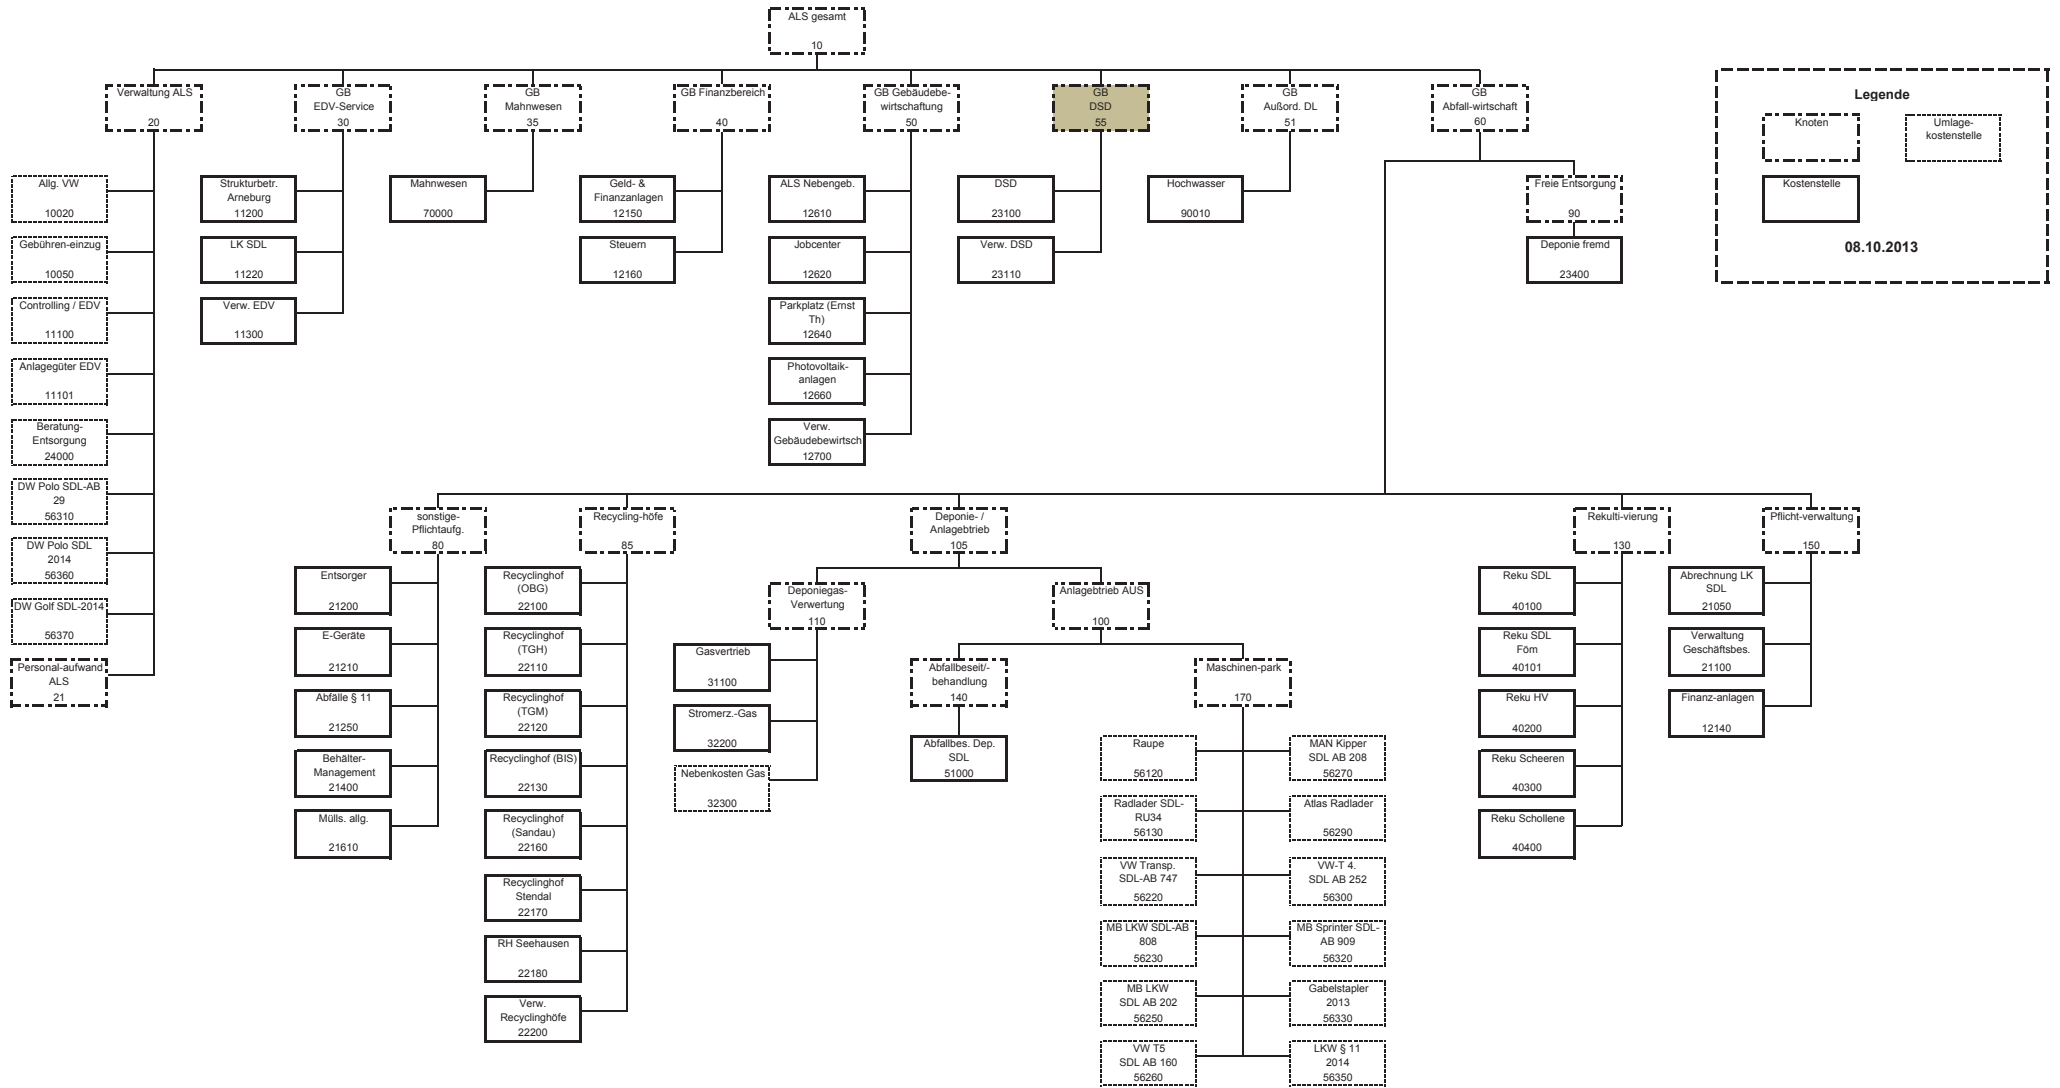 ALS gesamt
10
Verwaltung ALS
20
GB
EDV-Service
30
GB
Mahnwesen
35
GB Finanzbereich
40
GB Gebäudebe-
wirtschaftung
50
GB
DSD
55
GB
Außord. DL
51
GB
Abfall-wirtschaft
60
Legende
Knoten
Umlage-
kostenstelle
Kostenstelle
08.10.2013
Allg. VW
10020
Gebühren-einzug
10050
Controlling / EDV
11100
Anlagegüter EDV
11101
Beratung-
Entsorgung
24000
DW Polo SDL-AB
29
56310
DW Polo SDL
2014
56360
DW Golf SDL-2014
56370
Personal-aufwand
ALS
21
Strukturbetr.
Arneburg
11200
LK SDL
11220
Verw. EDV
11300
Mahnwesen
70000
Geld- &
Finanzanlagen
12150
Steuern
12160
ALS Nebengeb.
12610
Jobcenter
12620
Parkplatz (Ernst
Th)
12640
Photovoltaik-
anlagen
12660
Verw.
Gebäudebewirtsch
12700
DSD
23100
Verw. DSD
23110
Hochwasser
90010
Freie Entsorgung
90
Deponie fremd
23400
sonstige-
Pflichtaufg.
80
Entsorger
21200
E-Geräte
21210
Abfälle § 11
21250
Behälter-
Management
21400
Mülls. allg.
21610
Recycling-höfe
85
Recyclinghof
(OBG)
22100
Recyclinghof
(TGH)
22110
Recyclinghof
(TGM)
22120
Recyclinghof (BIS)
22130
Recyclinghof
(Sandau)
22160
Recyclinghof
Stendal
22170
RH Seehausen
22180
Verw.
Recyclinghöfe
22200
Deponie- /
Anlagebtrieb
105
Deponiegas-
Verwertung
110
Gasvertrieb
31100
Stromerz.-Gas
32200
Nebenkosten Gas
32300
Anlagebtrieb AUS
100
Abfallbeseit/-
behandlung
140
Abfallbes. Dep.
SDL
51000
Maschinen-park
170
Raupe
56120
MAN Kipper
SDL AB 208
56270
Radlader SDL-
RU34
56130
Atlas Radlader
56290
VW Transp.
SDL-AB 747
56220
VW-T 4.
SDL AB 252
56300
MB LKW SDL-AB
808
56230
MB Sprinter SDL-
AB 909
56320
MB LKW
SDL AB 202
56250
Gabelstapler
2013
56330
VW T5
SDL AB 160
56260
LKW § 11
2014
56350
Rekulti-vierung
130
Reku SDL
40100
Reku SDL
Föm
40101
Reku HV
40200
Reku Scheeren
40300
Reku Schollene
40400
Pflicht-verwaltung
150
Abrechnung LK
SDL
21050
Verwaltung
Geschäftsbes.
21100
Finanz-anlagen
12140